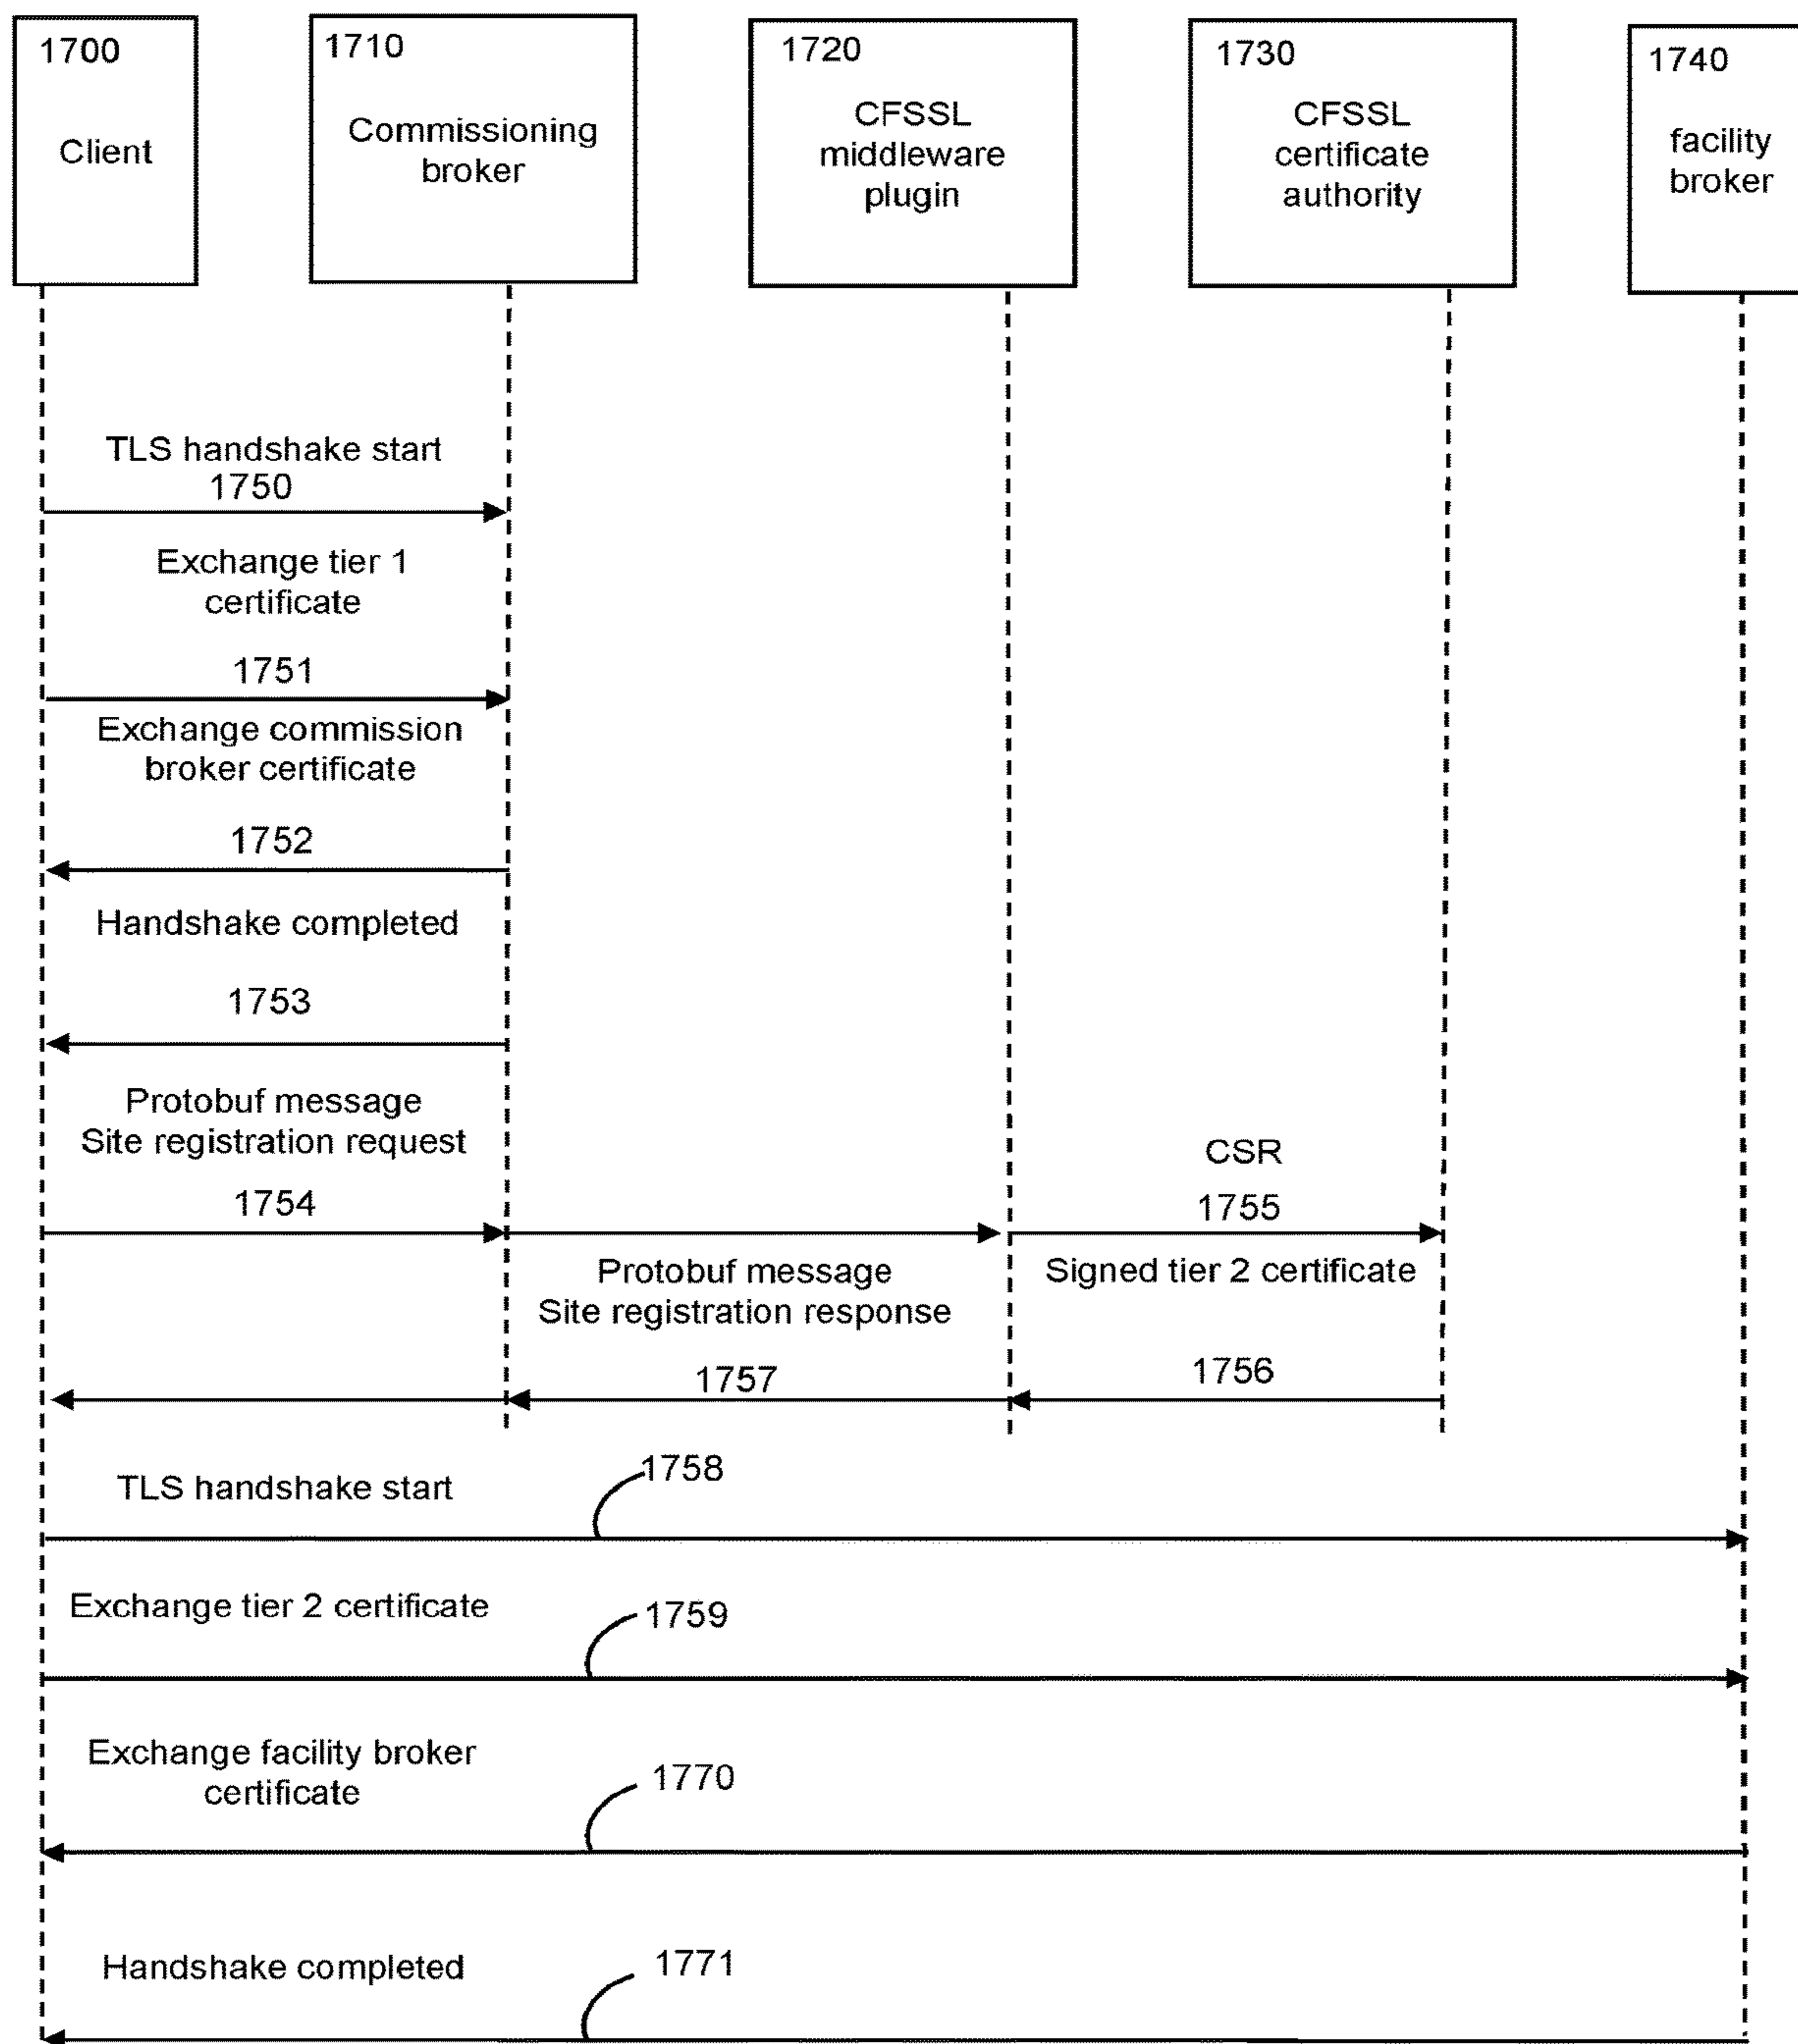 1700
Client
1710
Commissioning
broker
1720
CFSSL
middleware
plugin
1730
CFSSL
certificate
authority
1740
facility
broker
TLS handshake start
1750
Exchange tier 1
certificate
1751
Exchange commission
broker certificate
1752
Handshake completed
1753
Protobuf message
Site registration request
1754
CSR
1755
Protobuf message
Site registration response
Signed tier 2 certificate
1757
1756
TLS handshake start
1758
Exchange tier 2 certificate
1759
Exchange facility broker
certificate
1770
Handshake completed
1771